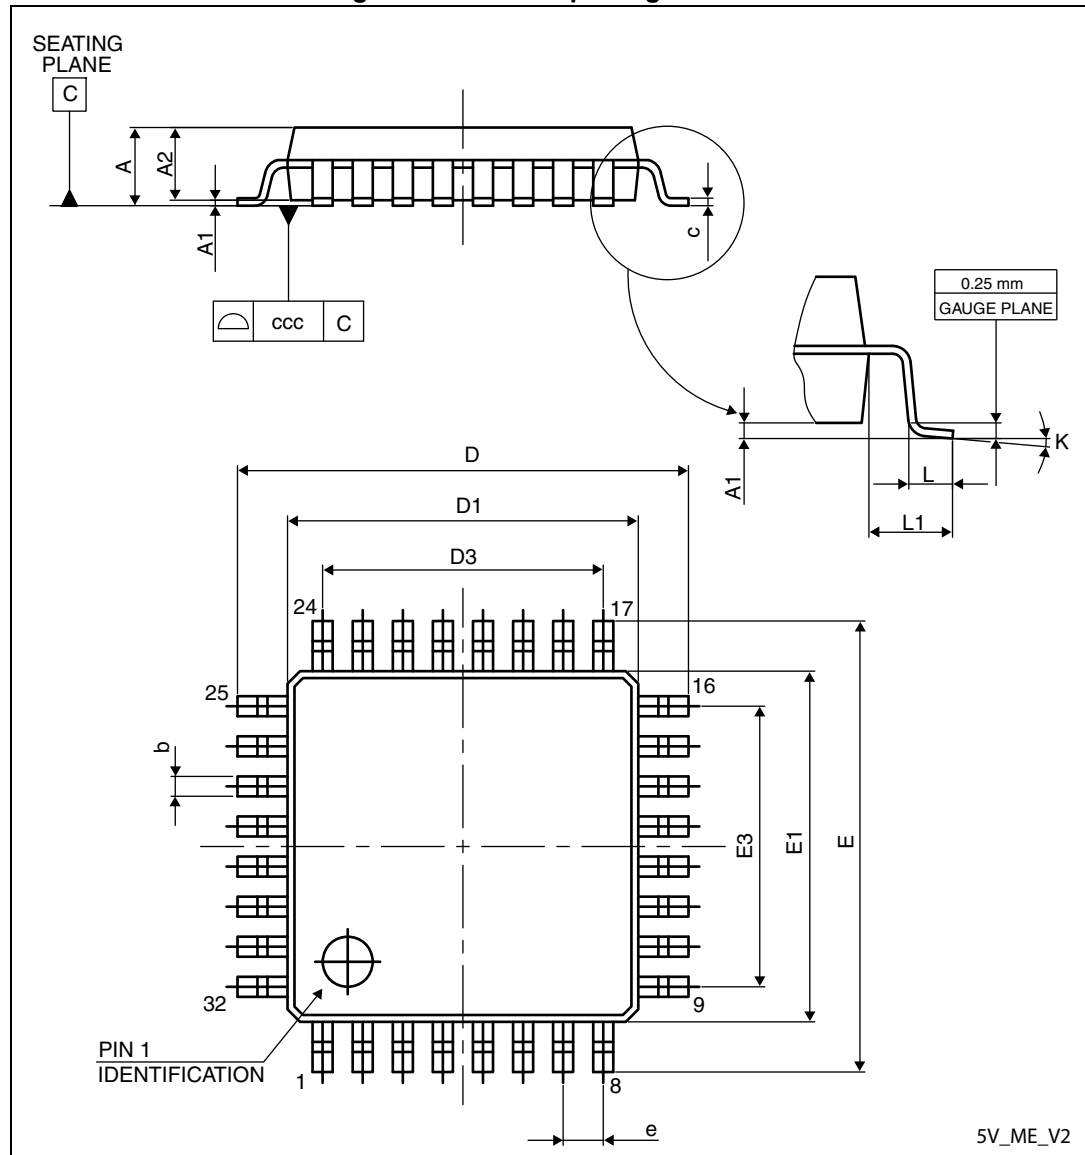 SEATING
PLANE
C
A
A2
A1
c
ccc
C
0.25 mm
GAUGE PLANE
K
A1
L
L1
D
D1
D3
24
17
25
16
b
E3
E1
E
32
9
PIN 1
IDENTIFICATION
1
8
e
5V_ME_V2